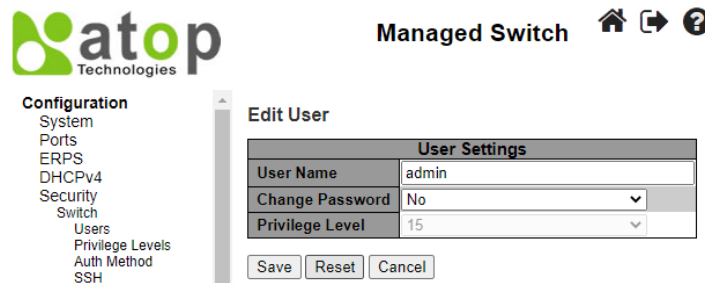 atop
Technologies
Managed Switch
Configuration
System
Ports
ERPS
DHCPv4
Security
Switch
Users
Privilege Levels
Auth Method
SSH
Edit User
User Settings
User Name admin
Change Password No
Privilege Level 15
Save Reset Cancel